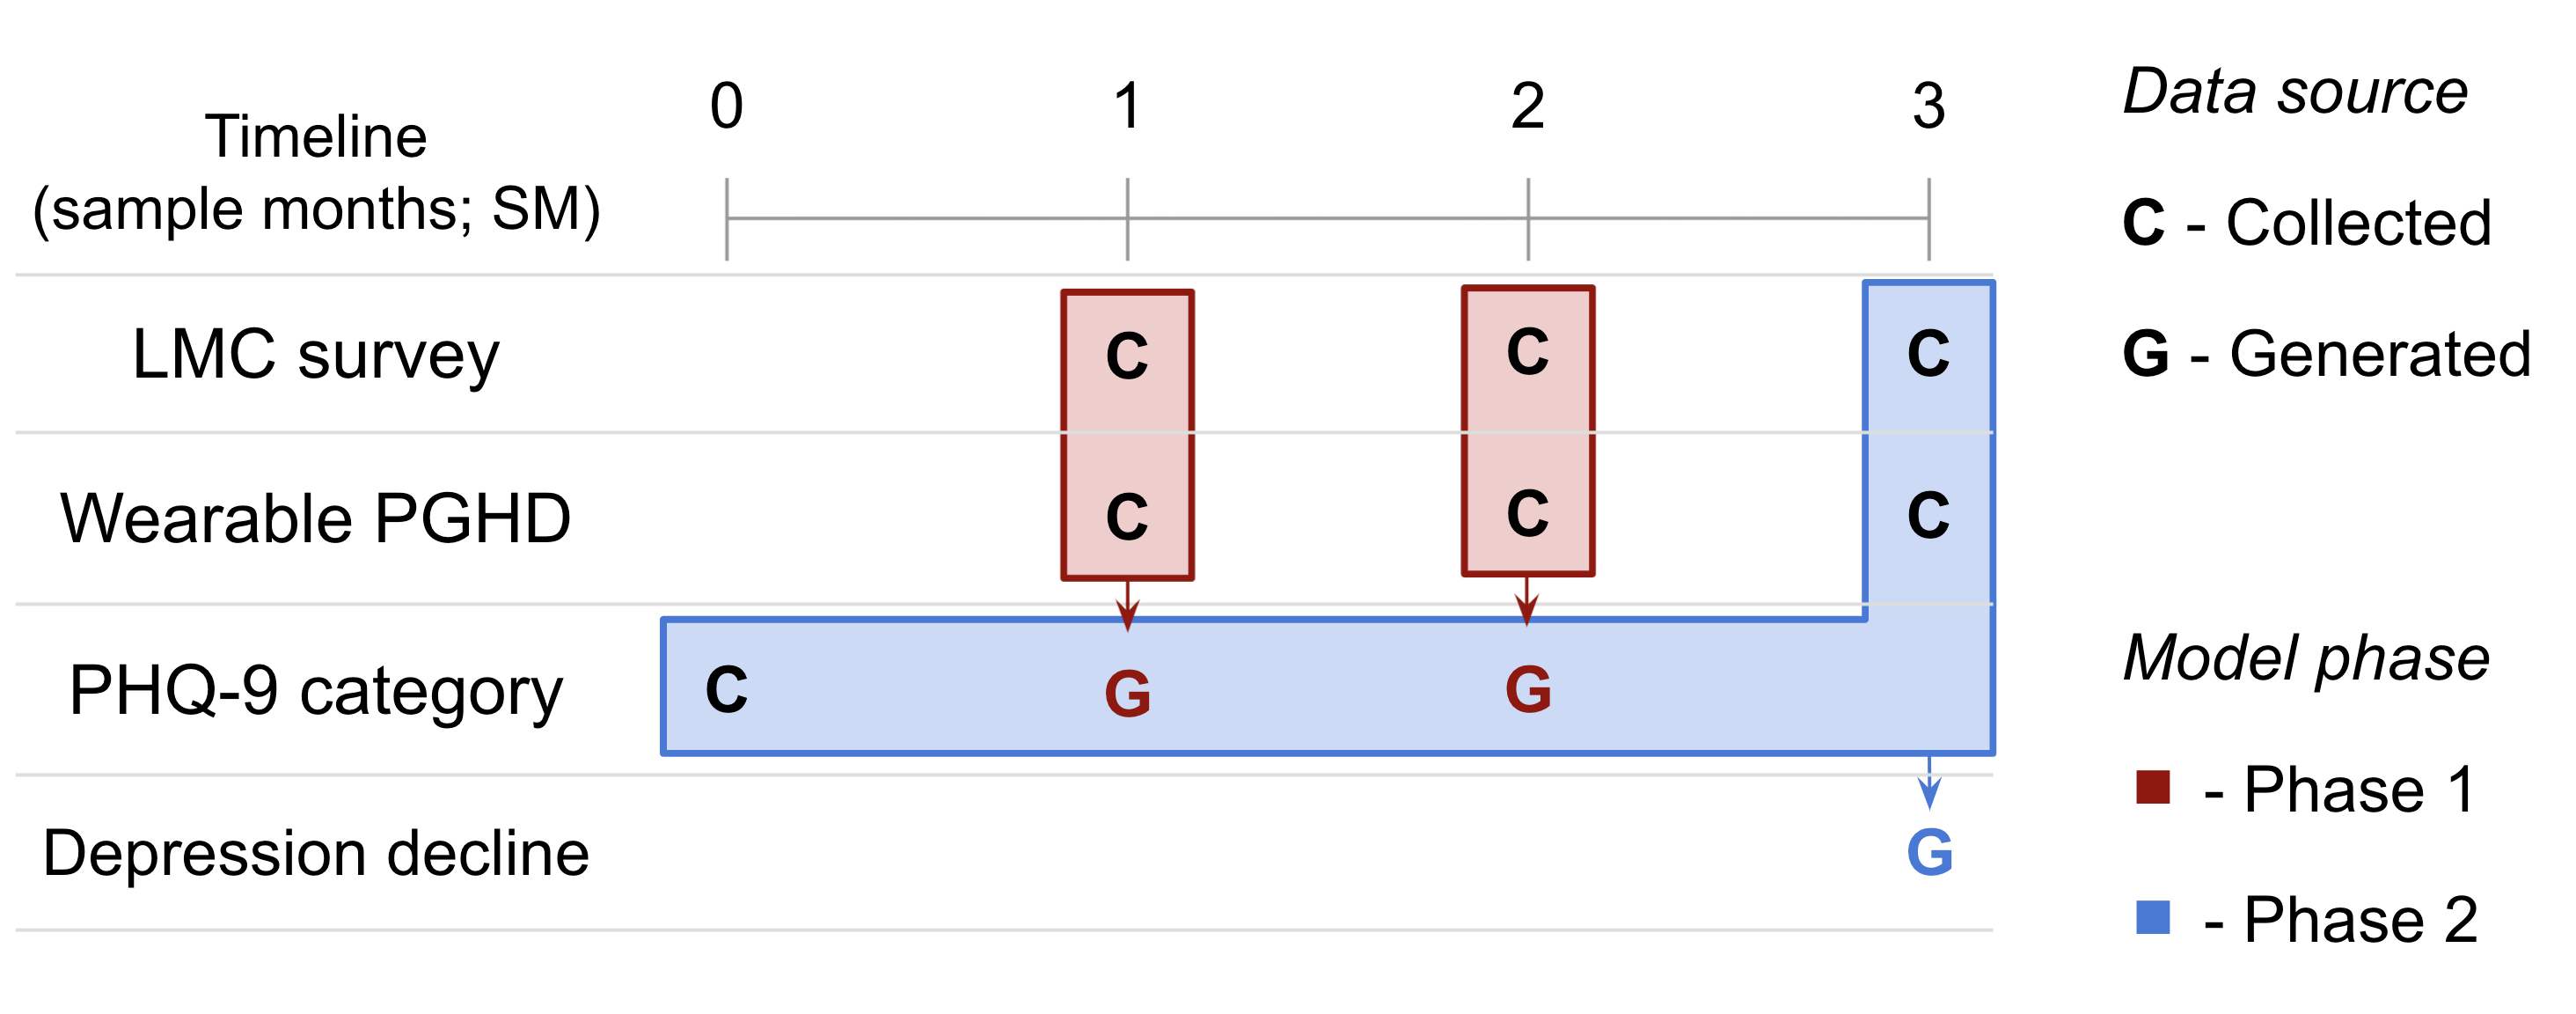 0 1 2 3
Timeline
(sample months; SM)
LMC survey C C C
Wearable PGHD C C C
PHQ-9 category C G G
Depression decline G
Data source
C - Collected
G - Generated
Model phase
- Phase 1
- Phase 2